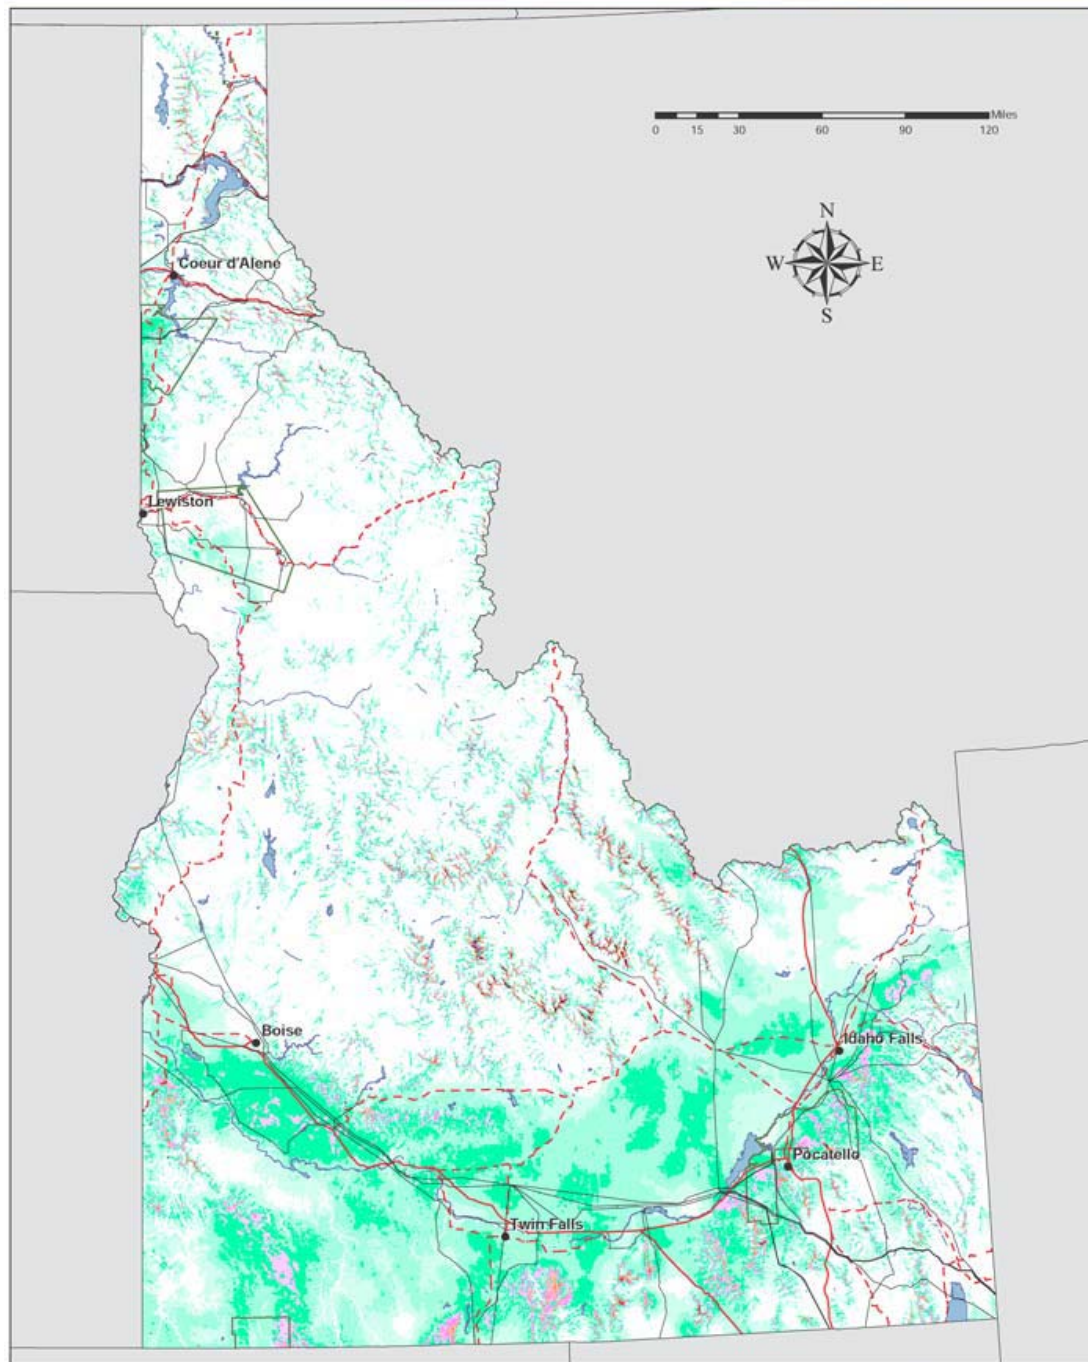 Miles
0 15 30 60 90 120
N
W E
S
Coeur d'Alene
Lewiston
Boise
Idaho Falls
Pocatello
Twin Falls